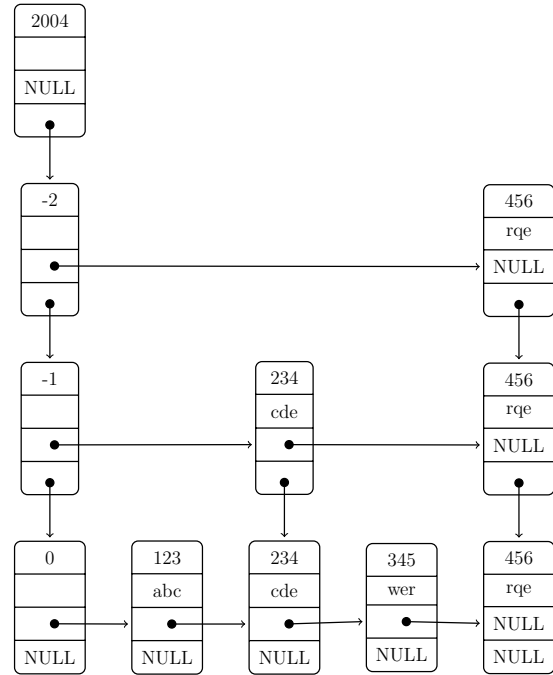 2004
NULL
-2 456
rqe
NULL
-1 234 456
cde rqe
NULL
0 123 234 345 456
abc cde wer rqe
NULL
NULL NULL NULL NULL NULL